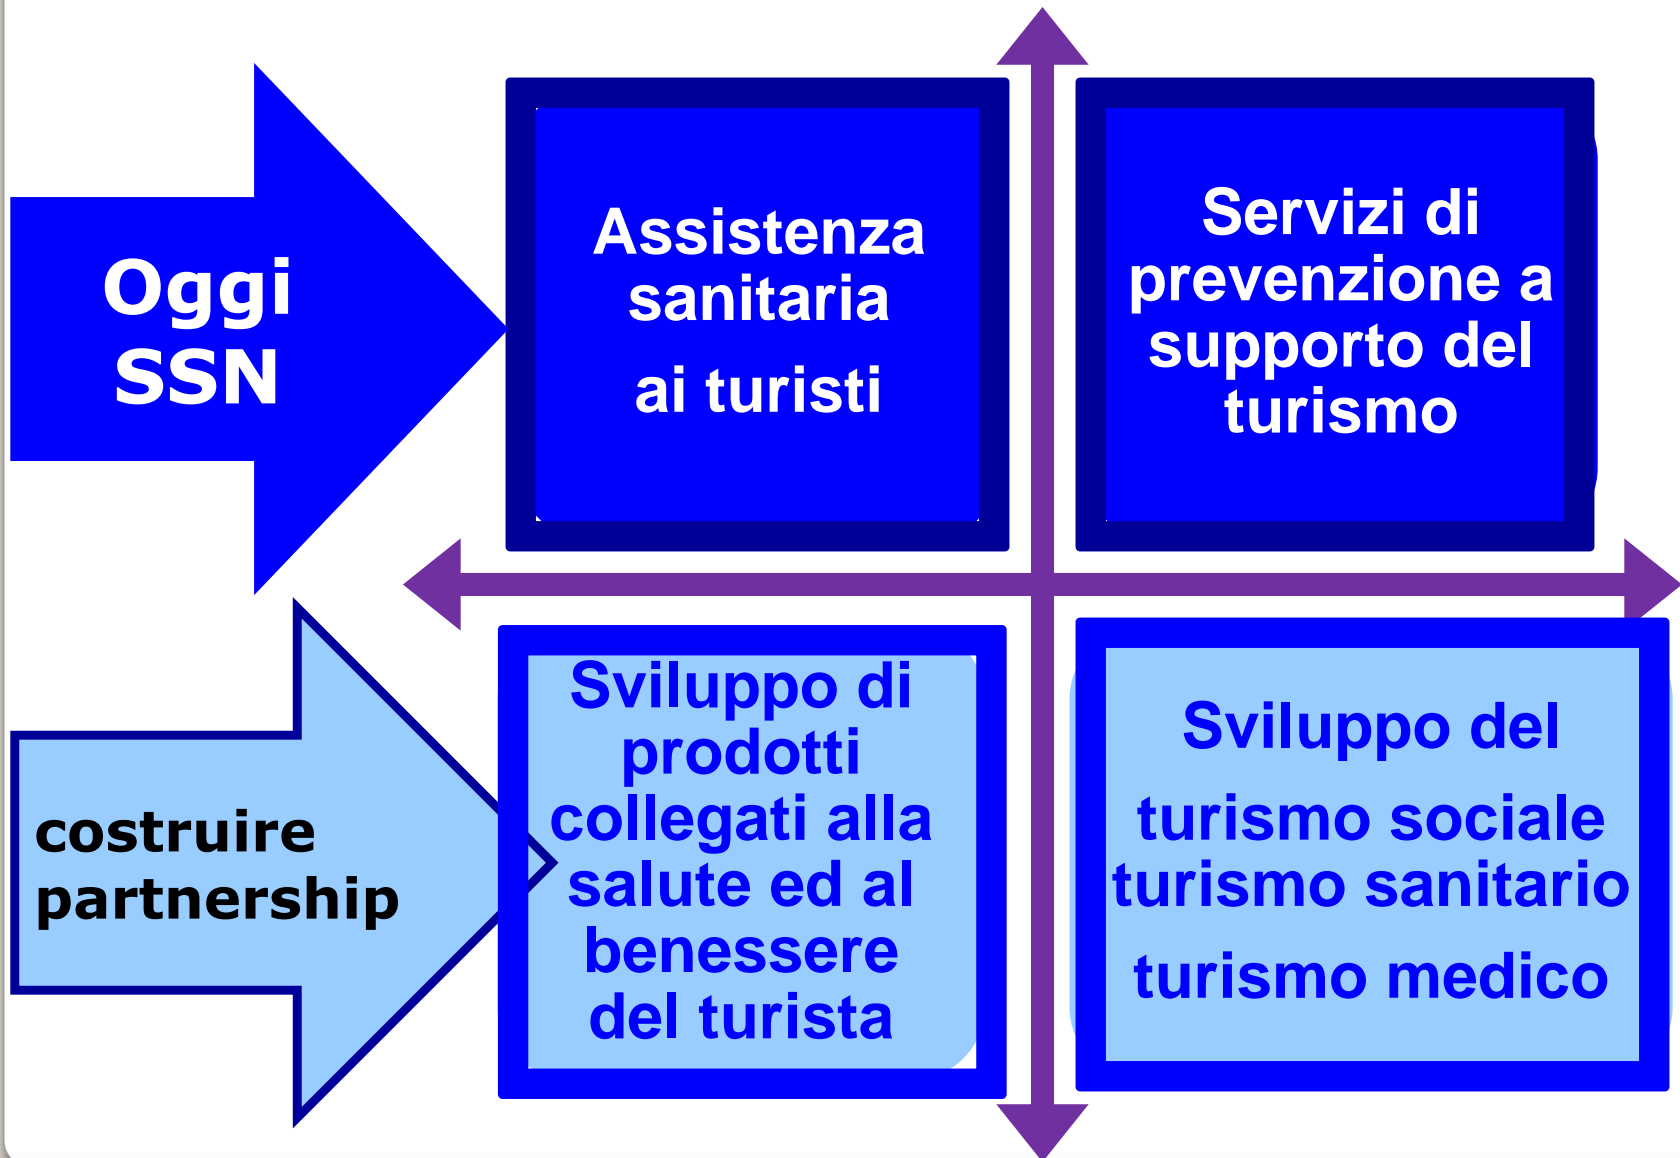 Oggi
SSN
Assistenza
sanitaria
ai turisti
Servizi di
prevenzione a
supporto del
turismo
costruire
partnership
Sviluppo di
prodotti
collegati alla
salute ed al
benessere
del turista
Sviluppo del
turismo sociale
turismo sanitario
turismo medico